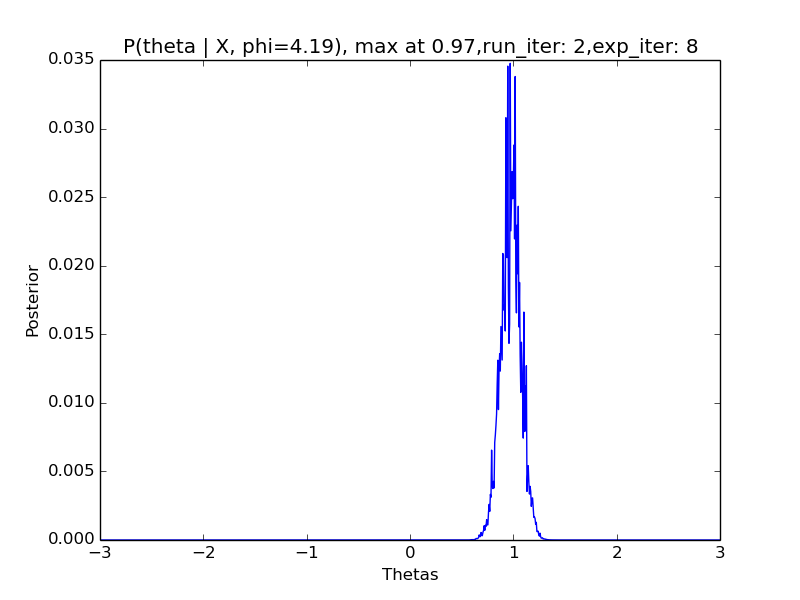 P(theta | X, phi=4.19), max at 0.97,run_iter: 2,exp_iter: 8
0.035
0.030
0.025
0.020
0.015
0.010
0.005
0.000
Posterior
−3 −2 −1 0 1 2 3
Thetas